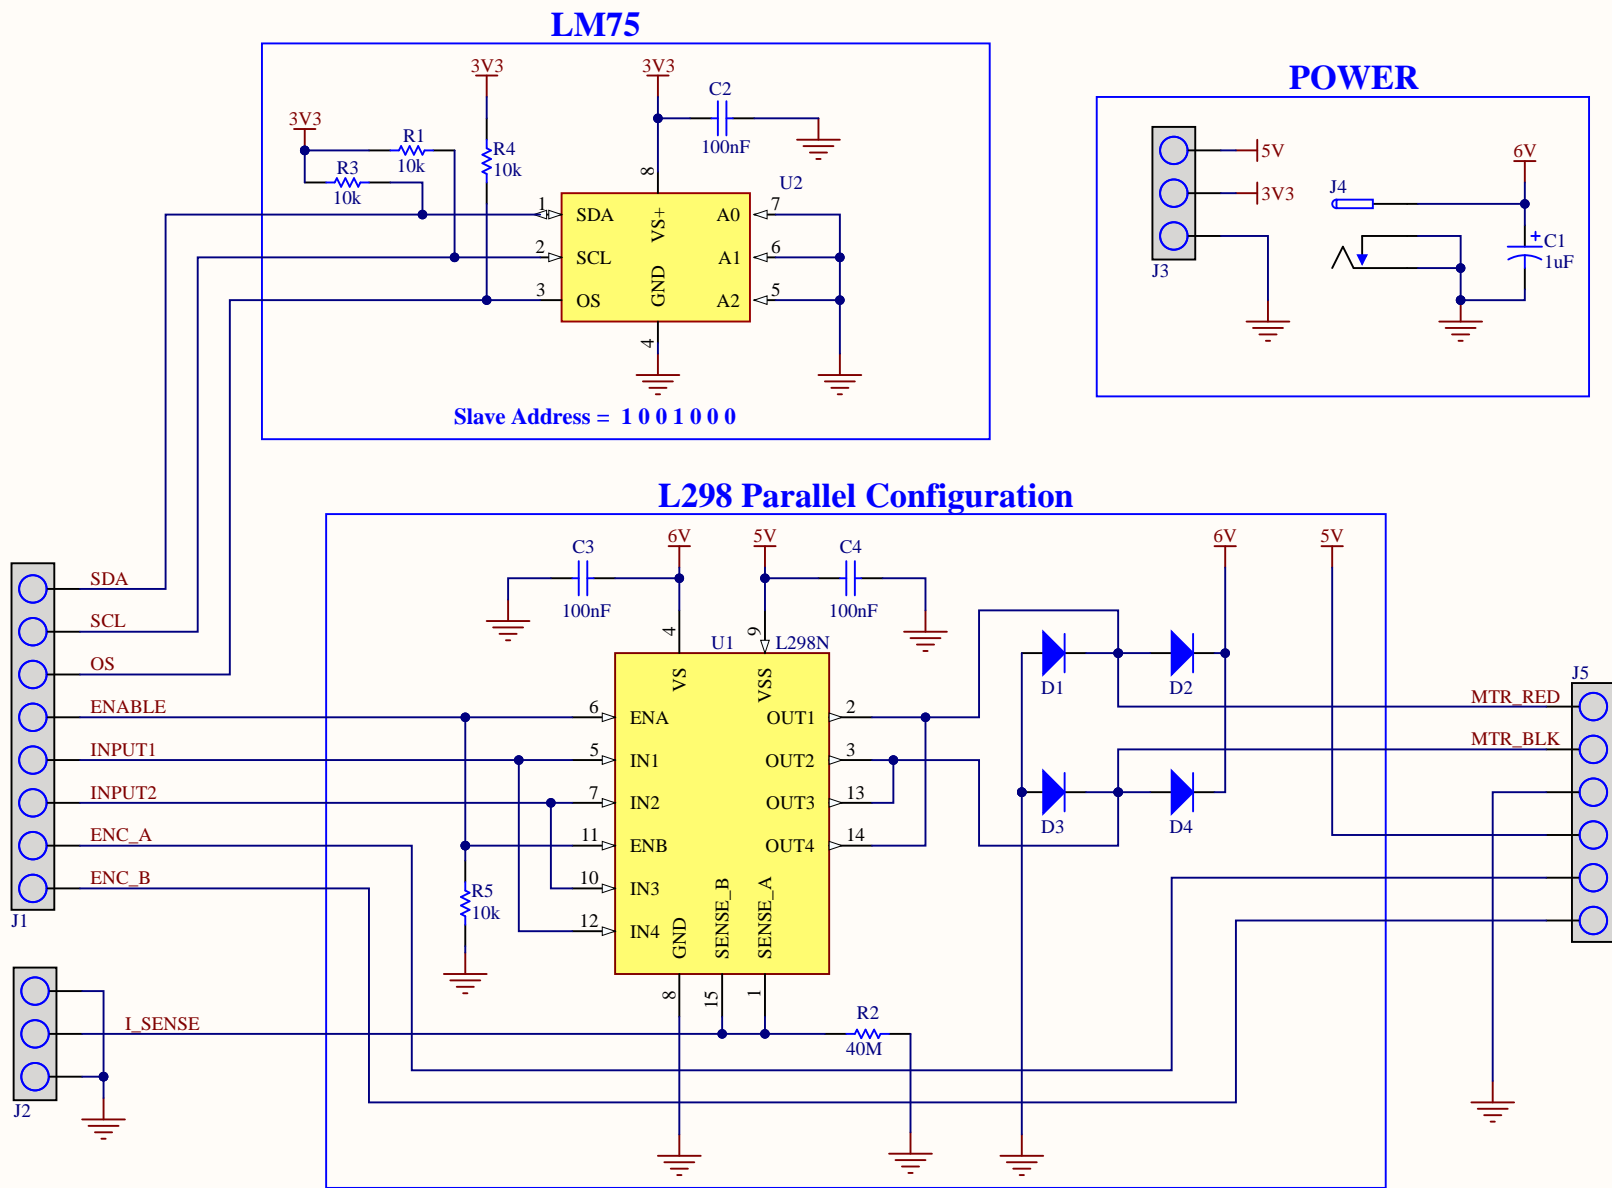 LM75
POWER
3V3
3V3
3V3
C2
100nF
R1
10k
R3
10k
R4
10k
8
U2
1
SDA
VS+
A0
7
2
SCL
A1
6
3
OS
GND
A2
5
4
Slave Address = 1 0 0 1 0 0 0
5V
3V3
J3
J4
6V
+
C1
1uF
L298 Parallel Configuration
C3
100nF
6V
5V
C4
100nF
6V
5V
4
9
U1
L298N
SDA
SCL
OS
ENABLE
INPUT1
INPUT2
ENC_A
ENC_B
J1
VS
VSS
6
ENA
OUT1
2
5
IN1
OUT2
3
7
IN2
OUT3
13
11
ENB
OUT4
14
10
IN3
12
IN4
GND
SENSE_B
SENSE_A
R5
10k
8
15
1
D1
D2
D3
D4
J5
MTR_RED
MTR_BLK
I_SENSE
R2
40M
J2